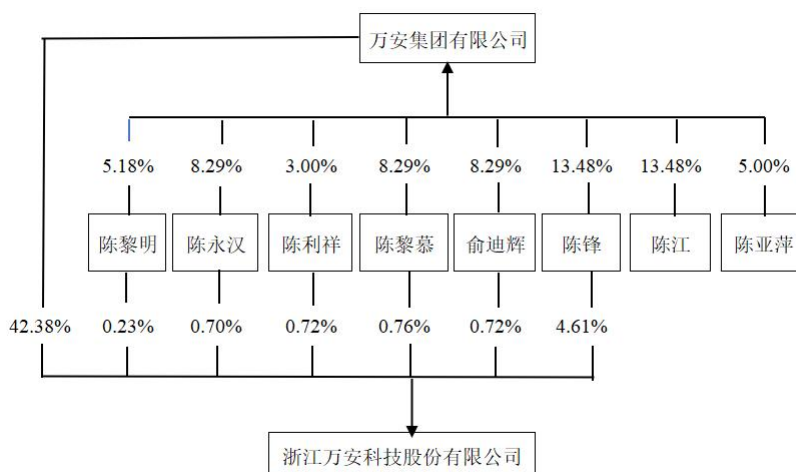 万安集团有限公司
5.18% 8.29% 3.00% 8.29% 8.29% 13.48% 13.48% 5.00%
陈黎明 陈永汉 陈利祥 陈黎慕 俞迪辉 陈锋 陈江 陈亚萍
42.38% 0.23% 0.70% 0.72% 0.76% 0.72% 4.61%
浙江万安科技股份有限公司